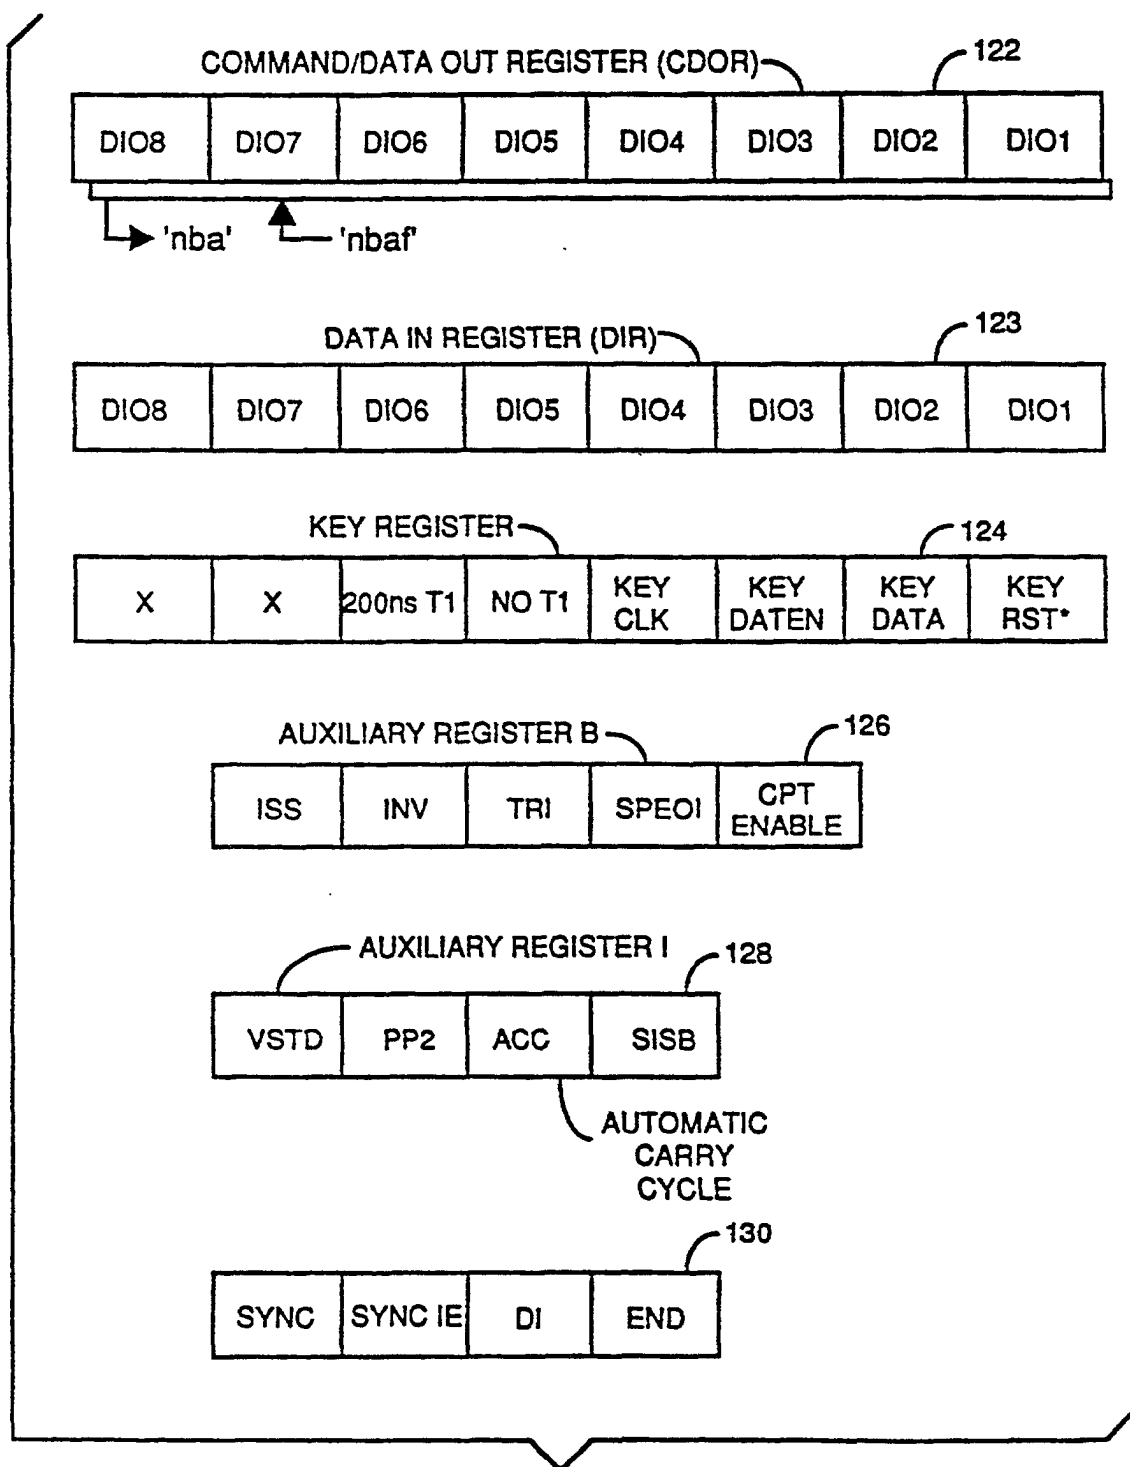 COMMAND/DATA OUT REGISTER (CDOR) 122
DIO8 DIO7 DIO6 DIO5 DIO4 DIO3 DIO2 DIO1
'nba' 'nbaf'
DATA IN REGISTER (DIR) 123
DIO8 DIO7 DIO6 DIO5 DIO4 DIO3 DIO2 DIO1
KEY REGISTER 124
X X 200ns T1 NO T1 KEY CLK KEY DATEN KEY DATA KEY RST*
AUXILIARY REGISTER B 126
ISS INV TRI SPEOI CPT ENABLE
AUXILIARY REGISTER I 128
VSTD PP2 ACC SISB
AUTOMATIC
CARRY
CYCLE
130
SYNC SYNC IE DI END